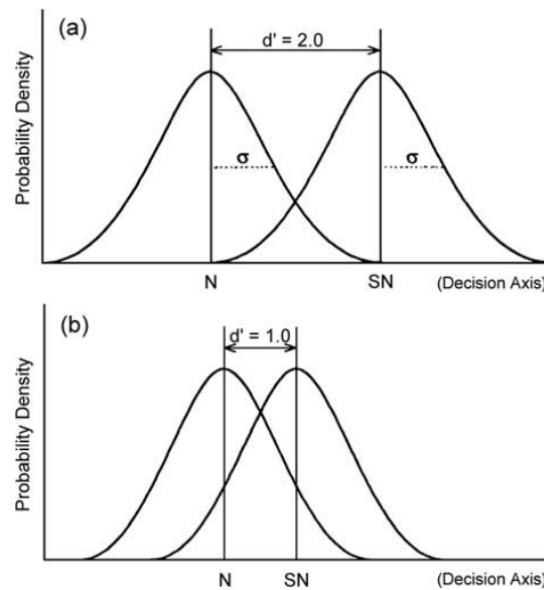 (a)
d' = 2.0
Probability Density
σ
σ
N
SN
(Decision Axis)
(b)
d' = 1.0
Probability Density
N
SN
(Decision Axis)